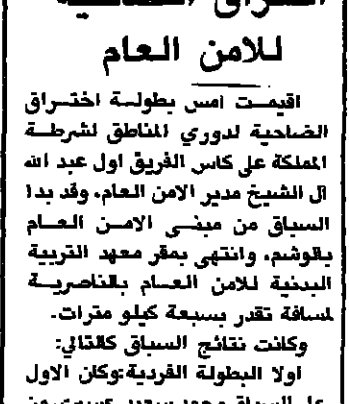 للامن العام
اقيمت امس بطولة اختراق
الضاحية لدوري المناطق لشرطة
المملكة على كاس الفريق اول عبد الله
آل الشيخ مدير الامن العام، وقد بدا
السباق من مبنى الامن العام
بالوشم، وانتهى بمقر معهد التربية
البدنية للامن العام بالناصرية
لمسافة تقدر بسبعة كيلو مترات.
وكانت نتائج السباق كالتالي:
اولا البطولة الفردية:وكان الاول